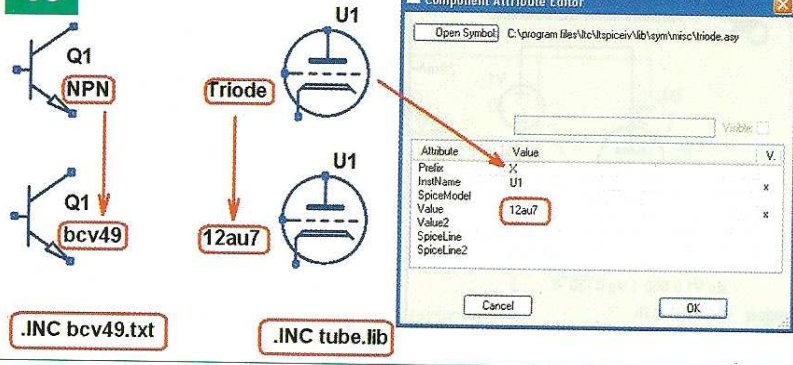 U1
Q1
NPN
Triode
U1
Q1
bcv49
12au7
.INC bcv49.txt
.INC tube.lib
Component Attribute Editor
Open Symbol: C:\program files\ltc\ltspiceiv\lib\sym\misc\triode.asy
Visible:
Attribute Value V.
Prefix X
InstName U1 x
SpiceModel
Value 12au7 x
Value2
SpiceLine
SpiceLine2
Cancel OK